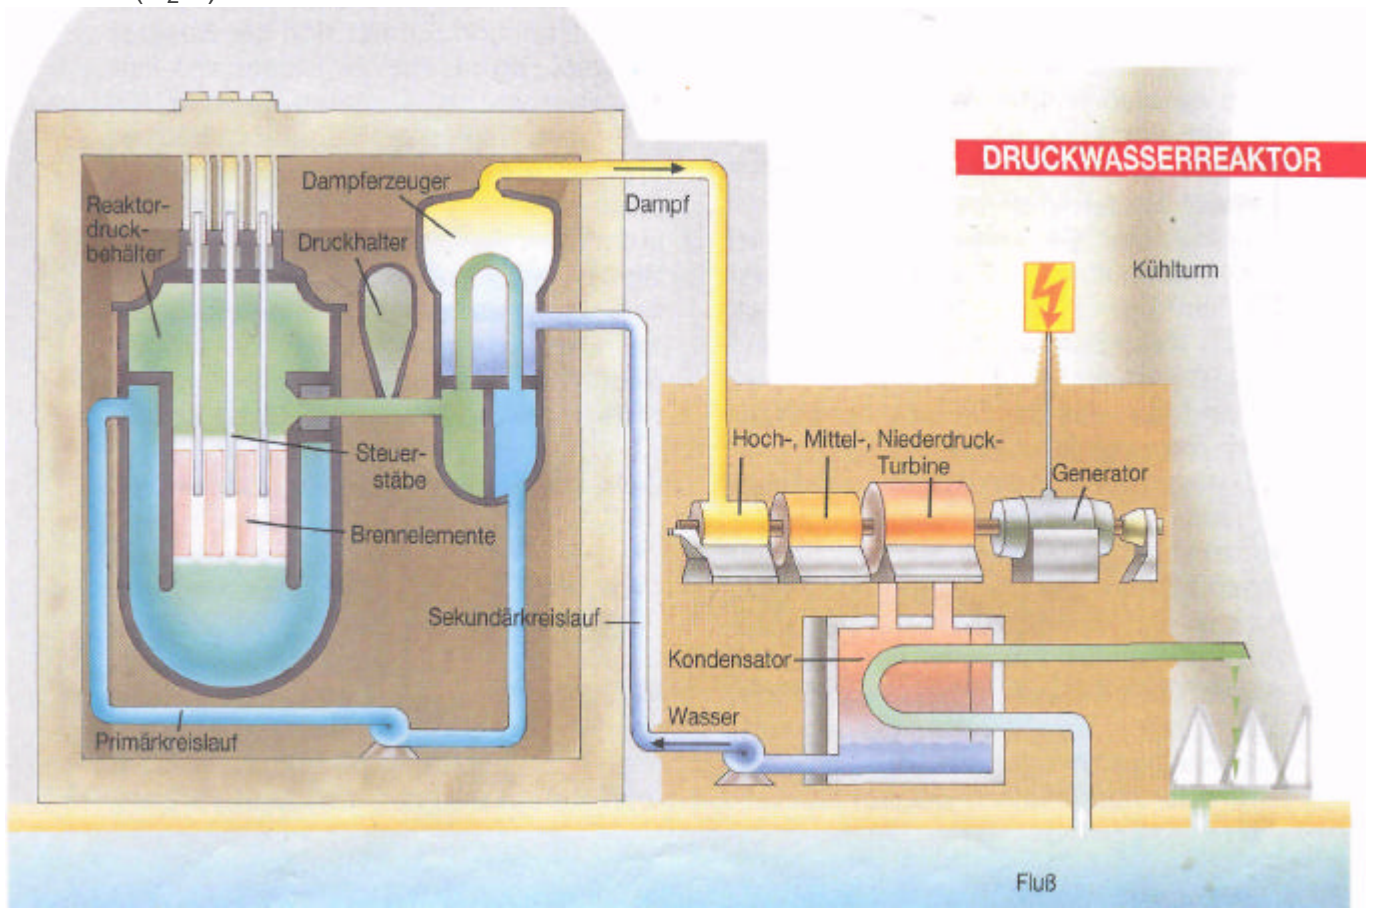 DRUCKWASSERREAKTOR
Dampferzeuger
Reaktor-
druck-
behälter
Druckhalter
Dampf
Kühlturm
Steuer-
stäbe
Brennelemente
Hoch-, Mittel-, Niederdruck-
Turbine
Generator
Sekundärkreislauf
Kondensator
Wasser
Primärkreislauf
Fluß